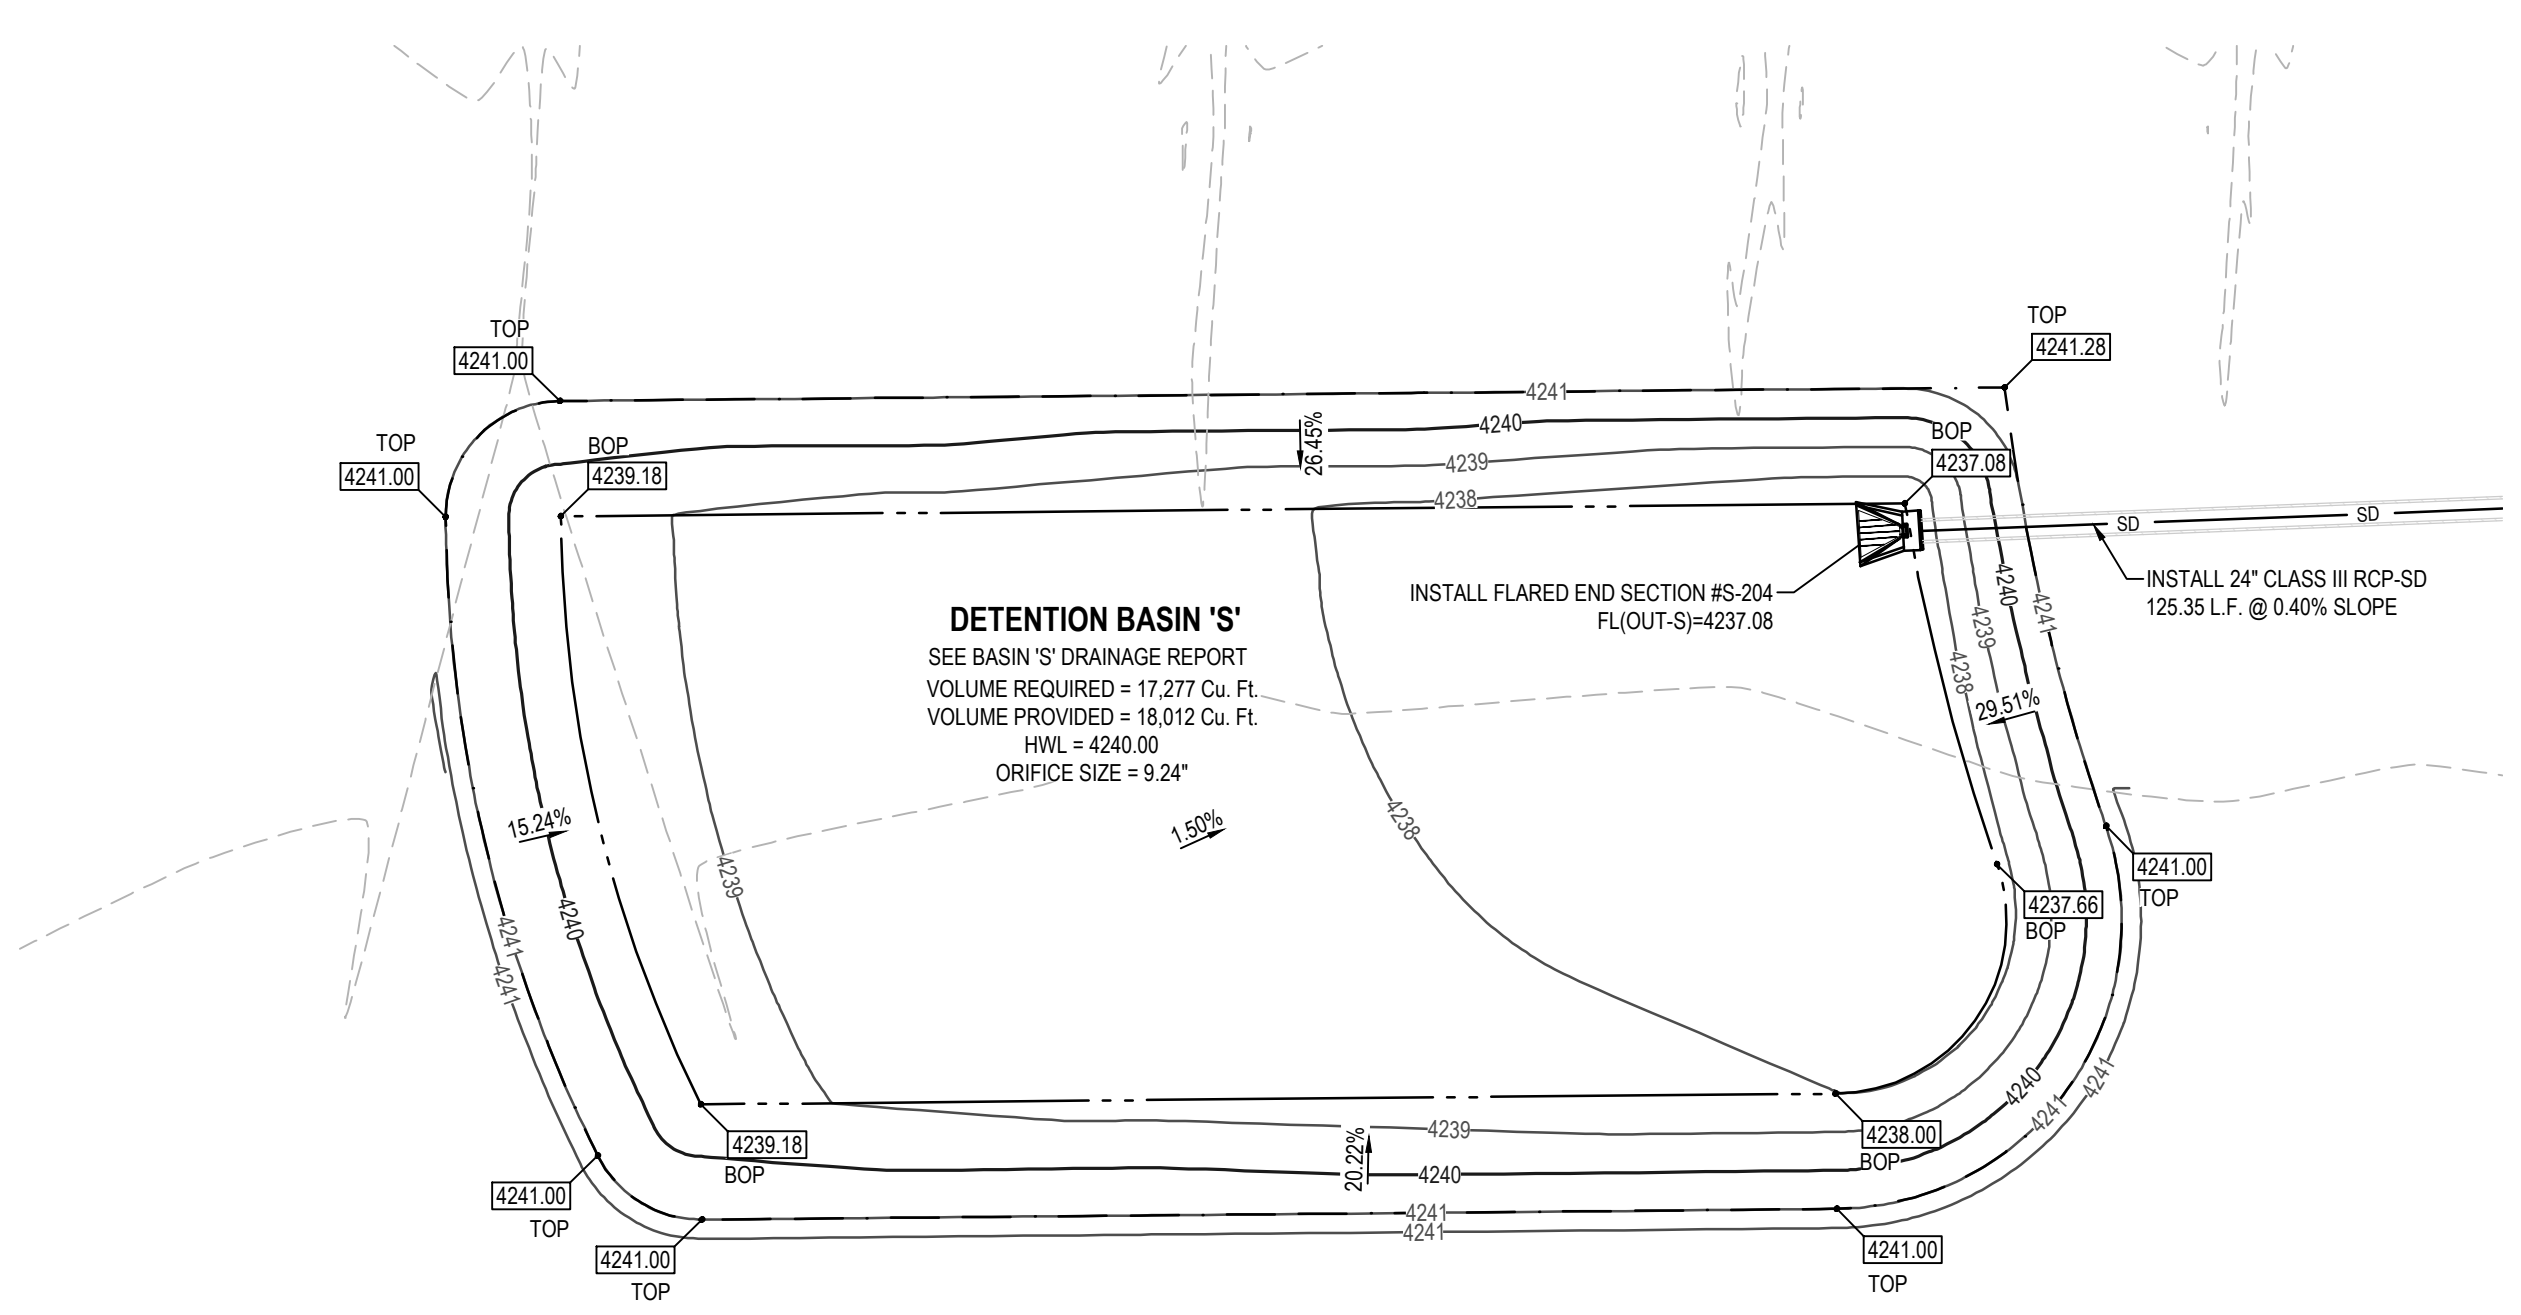 TOP
4241.28
TOP
4241.00
4241
4240
26.45%
BOP
4237.08
TOP
4241.00
BOP
4239.18
4239
4238
SD
SD
INSTALL FLARED END SECTION #S-204
FL(OUT-S)=4237.08
INSTALL 24" CLASS III RCP-SD
125.35 L.F. @ 0.40% SLOPE
4240
4241
4239
4238
DETENTION BASIN 'S'
SEE BASIN 'S' DRAINAGE REPORT
VOLUME REQUIRED = 17,277 Cu. Ft.
VOLUME PROVIDED = 18,012 Cu. Ft.
HWL = 4240.00
ORIFICE SIZE = 9.24"
29.51%
15.24%
1.50%
4238
4239
4240
4241
4241
4241.00
TOP
4237.66
BOP
4240
4241
4241
4239
20.22%
4238.00
BOP
4239.18
BOP
4240
4241.00
TOP
4241
4241
4241.00
TOP
4241.00
TOP